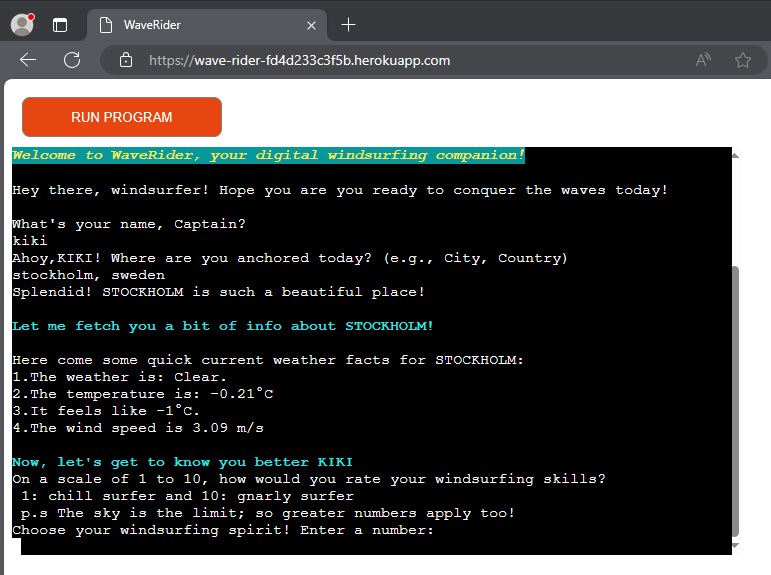 WaveRider
https://wave-rider-fd4d233c3f5b.herokuapp.com
RUN PROGRAM
Welcome to WaveRider, your digital windsurfing companion!
Hey there, windsurfer! Hope you are you ready to conquer the waves today!
What's your name, Captain?
kiki
Ahoy,KIKI! Where are you anchored today? (e.g., City, Country)
stockholm, sweden
Splendid! STOCKHOLM is such a beautiful place!
Let me fetch you a bit of info about STOCKHOLM!
Here come some quick current weather facts for STOCKHOLM:
1.The weather is: Clear.
2.The temperature is: -0.21°C
3.It feels like -1°C.
4.The wind speed is 3.09 m/s
Now, let's get to know you better KIKI
On a scale of 1 to 10, how would you rate your windsurfing skills?
1: chill surfer and 10: gnarly surfer
p.s The sky is the limit; so greater numbers apply too!
Choose your windsurfing spirit! Enter a number: